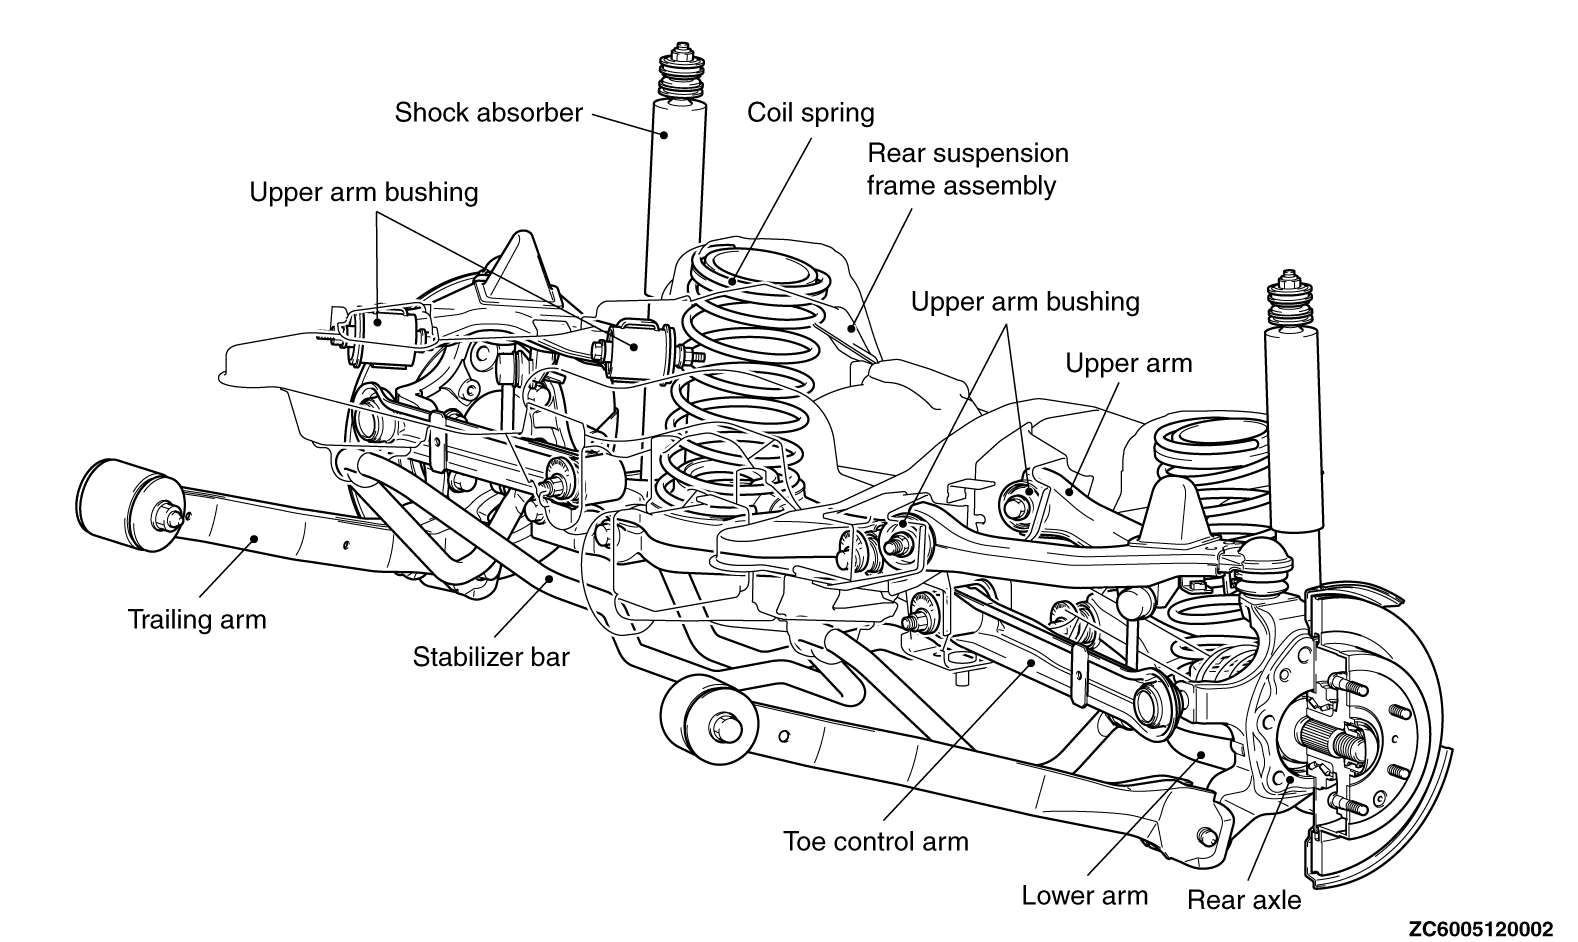 Shock absorber
Coil spring
Rear suspension
frame assembly
Upper arm bushing
Upper arm bushing
Upper arm
Trailing arm
Stabilizer bar
Toe control arm
Lower arm
Rear axle
ZC6005120002